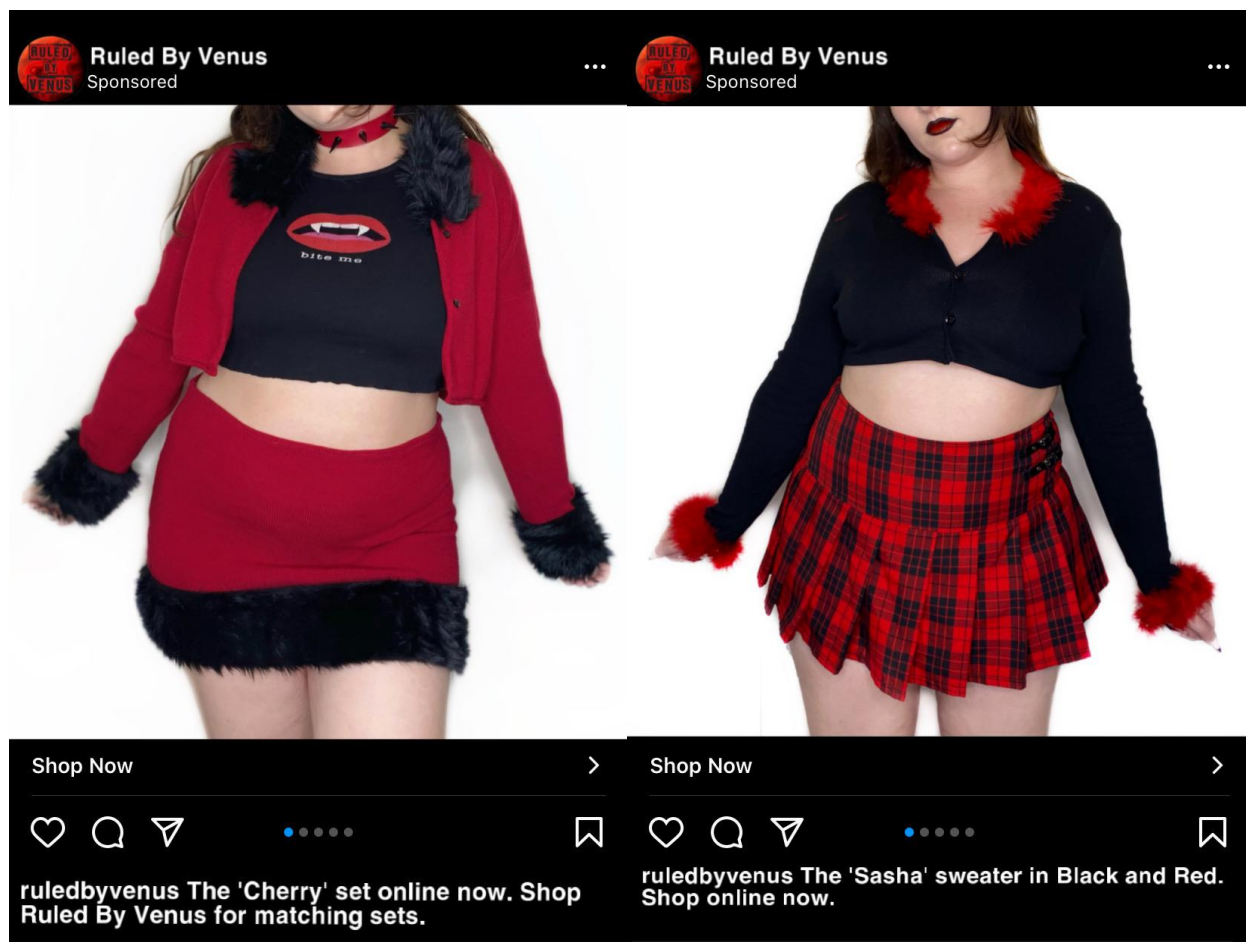 RULED
BY
VENUS
Ruled By Venus
Sponsored
bite me
Shop Now
ruledbyvenus The 'Cherry' set online now. Shop
Ruled By Venus for matching sets.
RULED
BY
VENUS
Ruled By Venus
Sponsored
Shop Now
ruledbyvenus The 'Sasha' sweater in Black and Red.
Shop online now.